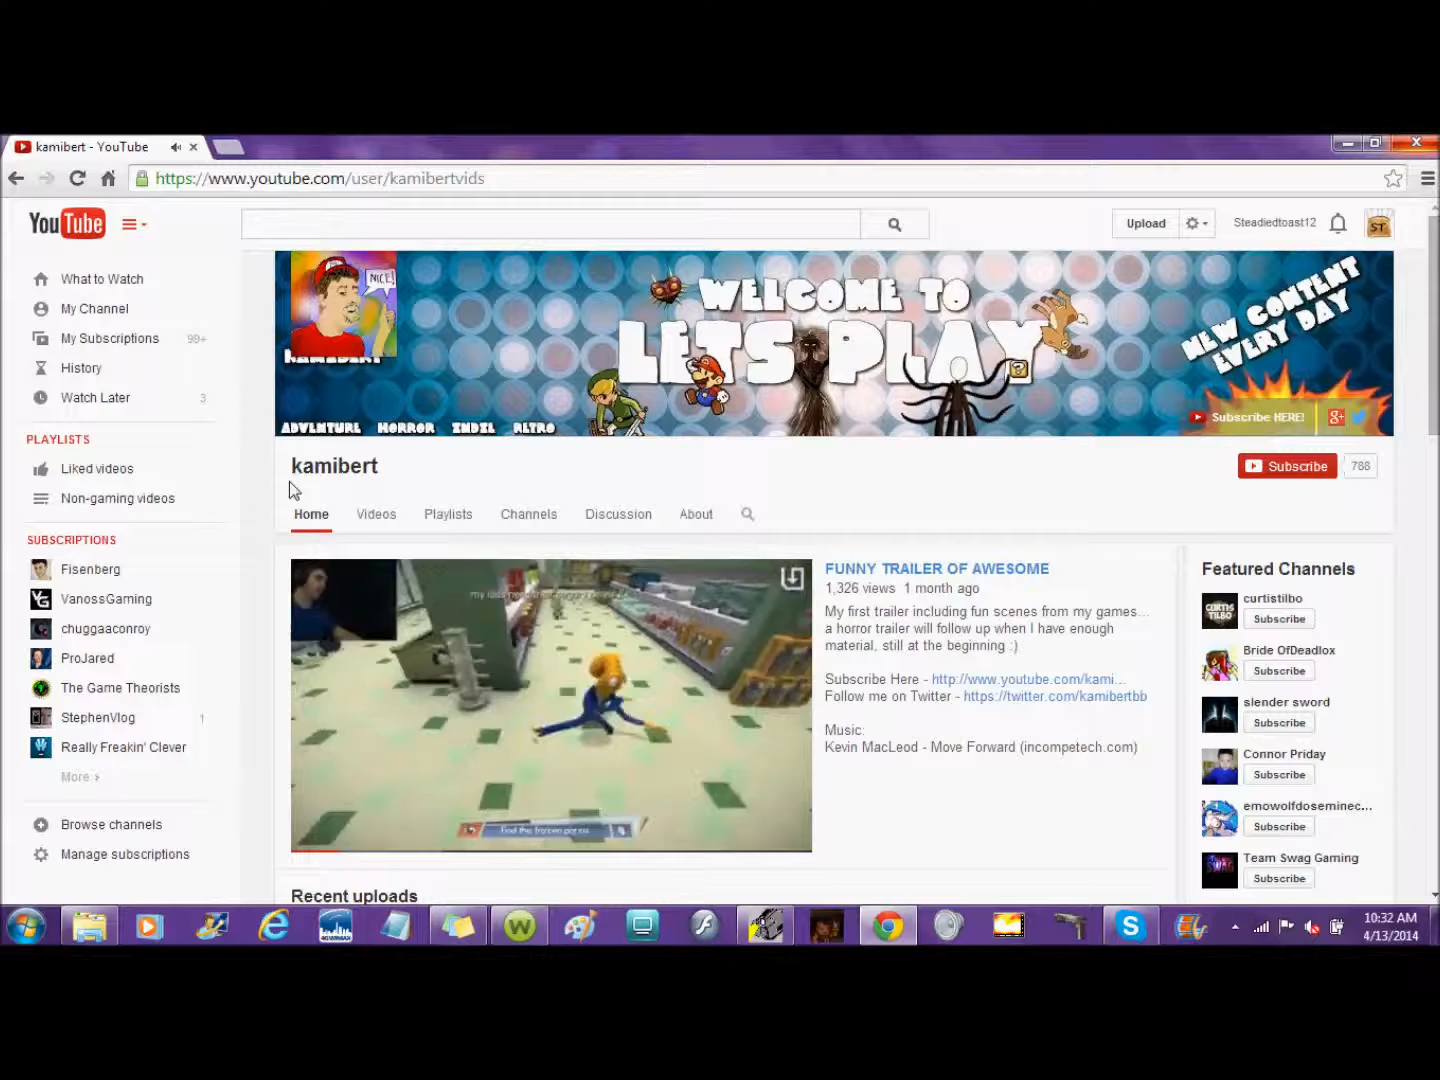 kamibert - YouTube
https://www.youtube.com/user/kamibertvids
YouTube
Upload
Steadiedtoast12
ST
What to Watch
My Channel
My Subscriptions 99+
History
Watch Later 3
PLAYLISTS
Liked videos
Non-gaming videos
SUBSCRIPTIONS
Fisenberg
VanossGaming
chuggaaconroy
ProJared
The Game Theorists
StephenVlog 1
Really Freakin' Clever
More
Browse channels
Manage subscriptions
NICE!
KAMIBERT
WELCOME TO
LETS PLAY
NEW CONTENT
EVERY DAY
ADVENTURE HORROR INDIE RETRO
Subscribe HERE!
kamibert
Subscribe 788
Home Videos Playlists Channels Discussion About
Find the frozen pizza
FUNNY TRAILER OF AWESOME
1,326 views 1 month ago
My first trailer including fun scenes from my games...
a horror trailer will follow up when I have enough
material, still at the beginning :)
Subscribe Here - http://www.youtube.com/kami...
Follow me on Twitter - https://twitter.com/kamibertbb
Music:
Kevin MacLeod - Move Forward (incompetech.com)
Recent uploads
Featured Channels
CURTIS
TILBO
curtistilbo
Subscribe
Bride OfDeadlox
Subscribe
slender sword
Subscribe
Connor Priday
Subscribe
emowolfdoseminec...
Subscribe
Team Swag Gaming
Subscribe
10:32 AM
4/13/2014